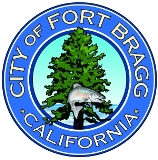 CITY OF FORT BRAGG
· CALIFORNIA ·